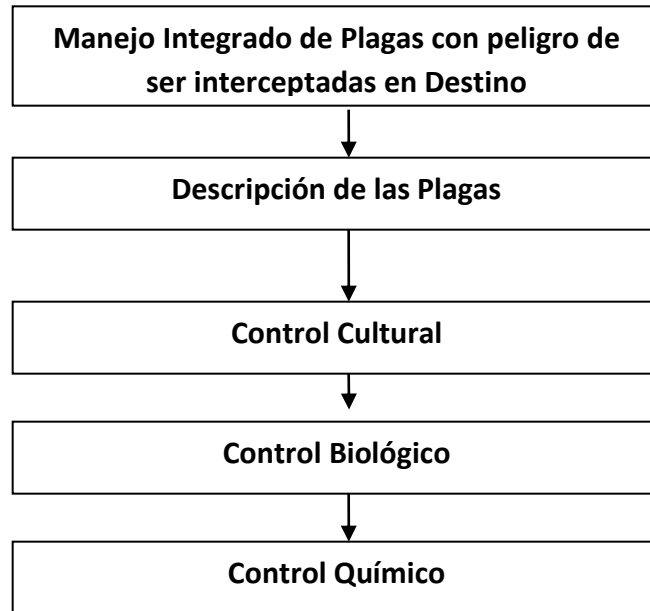 Manejo Integrado de Plagas con peligro de
ser interceptadas en Destino
Descripción de las Plagas
Control Cultural
Control Biológico
Control Químico